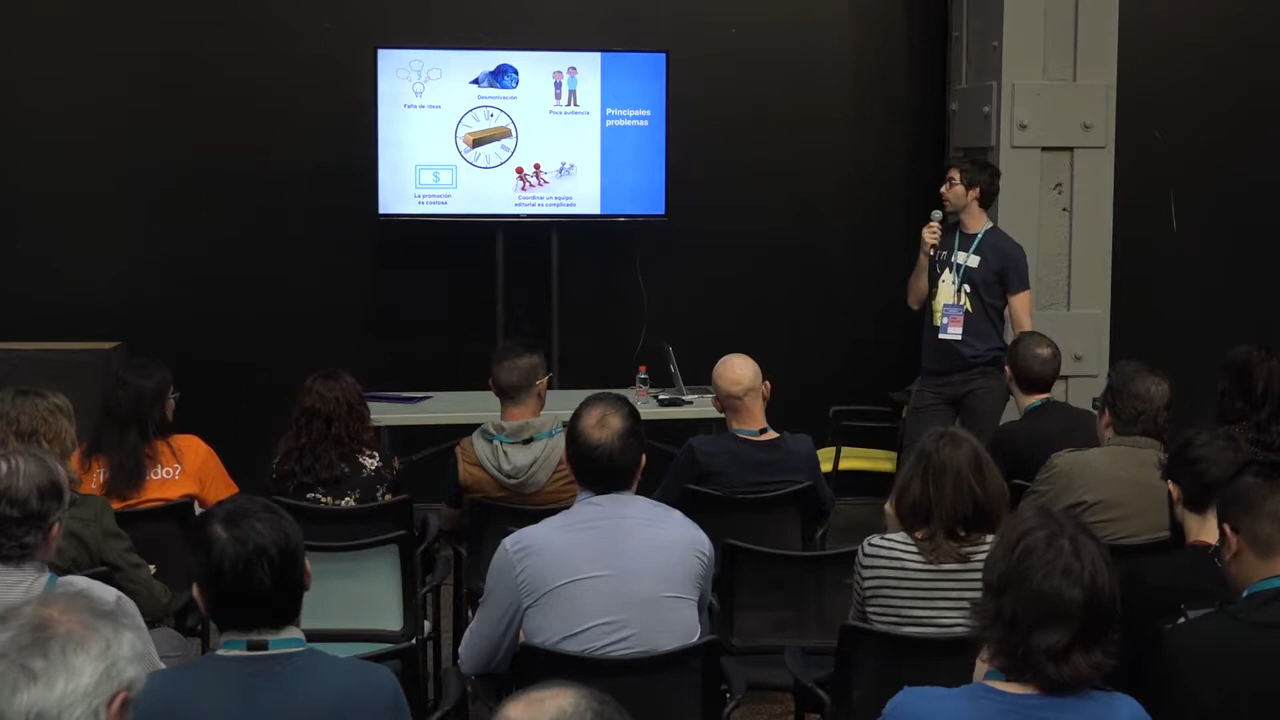 Falta de ideas
Desmotivación
Poca audiencia
Principales
problemas
$
La promoción
es costosa
Coordinar un equipo
editorial es complicado